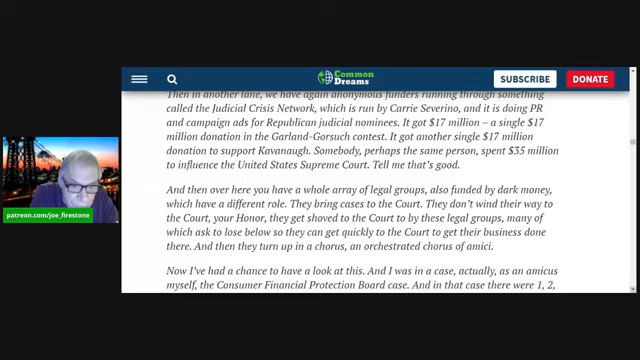 Common
Dreams
SUBSCRIBE
DONATE
Then in another lane, we have again anonymous funders running through something
called the Judicial Crisis Network, which is run by Carrie Severino, and it is doing PR
and campaign ads for Republican judicial nominees. It got $17 million – a single $17
million donation in the Garland-Gorsuch contest. It got another single $17 million
donation to support Kavanaugh. Somebody, perhaps the same person, spent $35 million
to influence the United States Supreme Court. Tell me that's good.
And then over here you have a whole array of legal groups, also funded by dark money,
which have a different role. They bring cases to the Court. They don't wind their way to
the Court, your Honor, they get shoved to the Court to by these legal groups, many of
which ask to lose below so they can get quickly to the Court to get their business done
there. And then they turn up in a chorus, an orchestrated chorus of amici.
Now I've had a chance to have a look at this. And I was in a case, actually, as an amicus
myself, the Consumer Financial Protection Board case. And in that case there were 1, 2,
patreon.com/joe_firestone